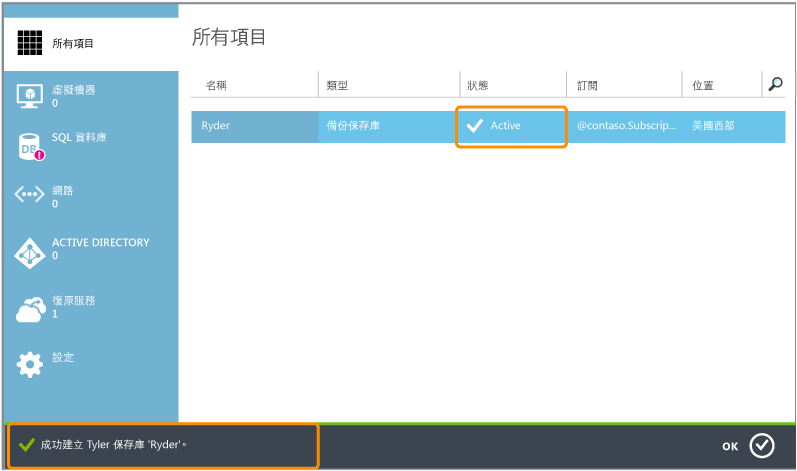 所有項目
虛擬機器
0
SQL 資料庫
DB
網路
0
ACTIVE DIRECTORY
0
復原服務
1
設定
所有項目
名稱 類型 狀態 訂閱 位置
Ryder 備份保存庫 Active @contaso.Subscrip... 美國西部
成功建立 Tyler 保存庫 'Ryder'。
OK